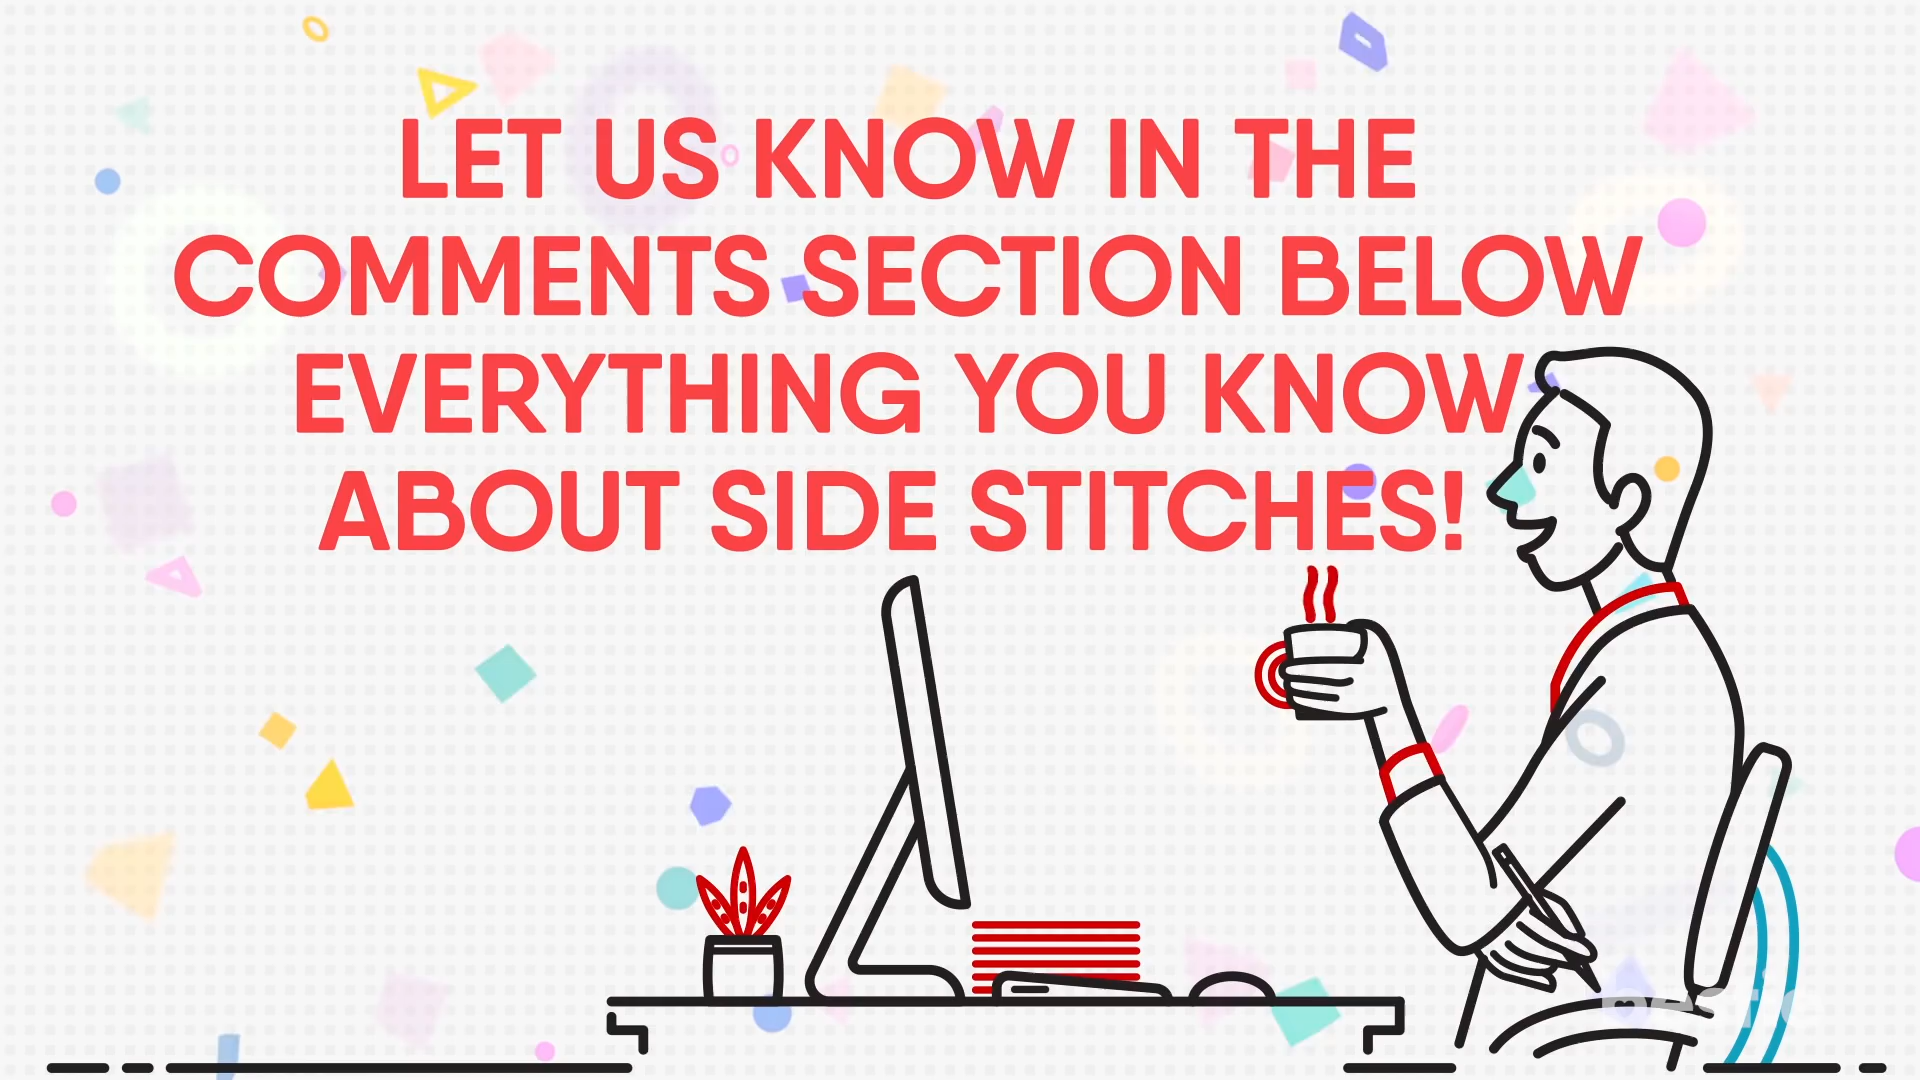 LET US KNOW IN THE
COMMENTS SECTION BELOW
EVERYTHING YOU KNOW
ABOUT SIDE STITCHES!